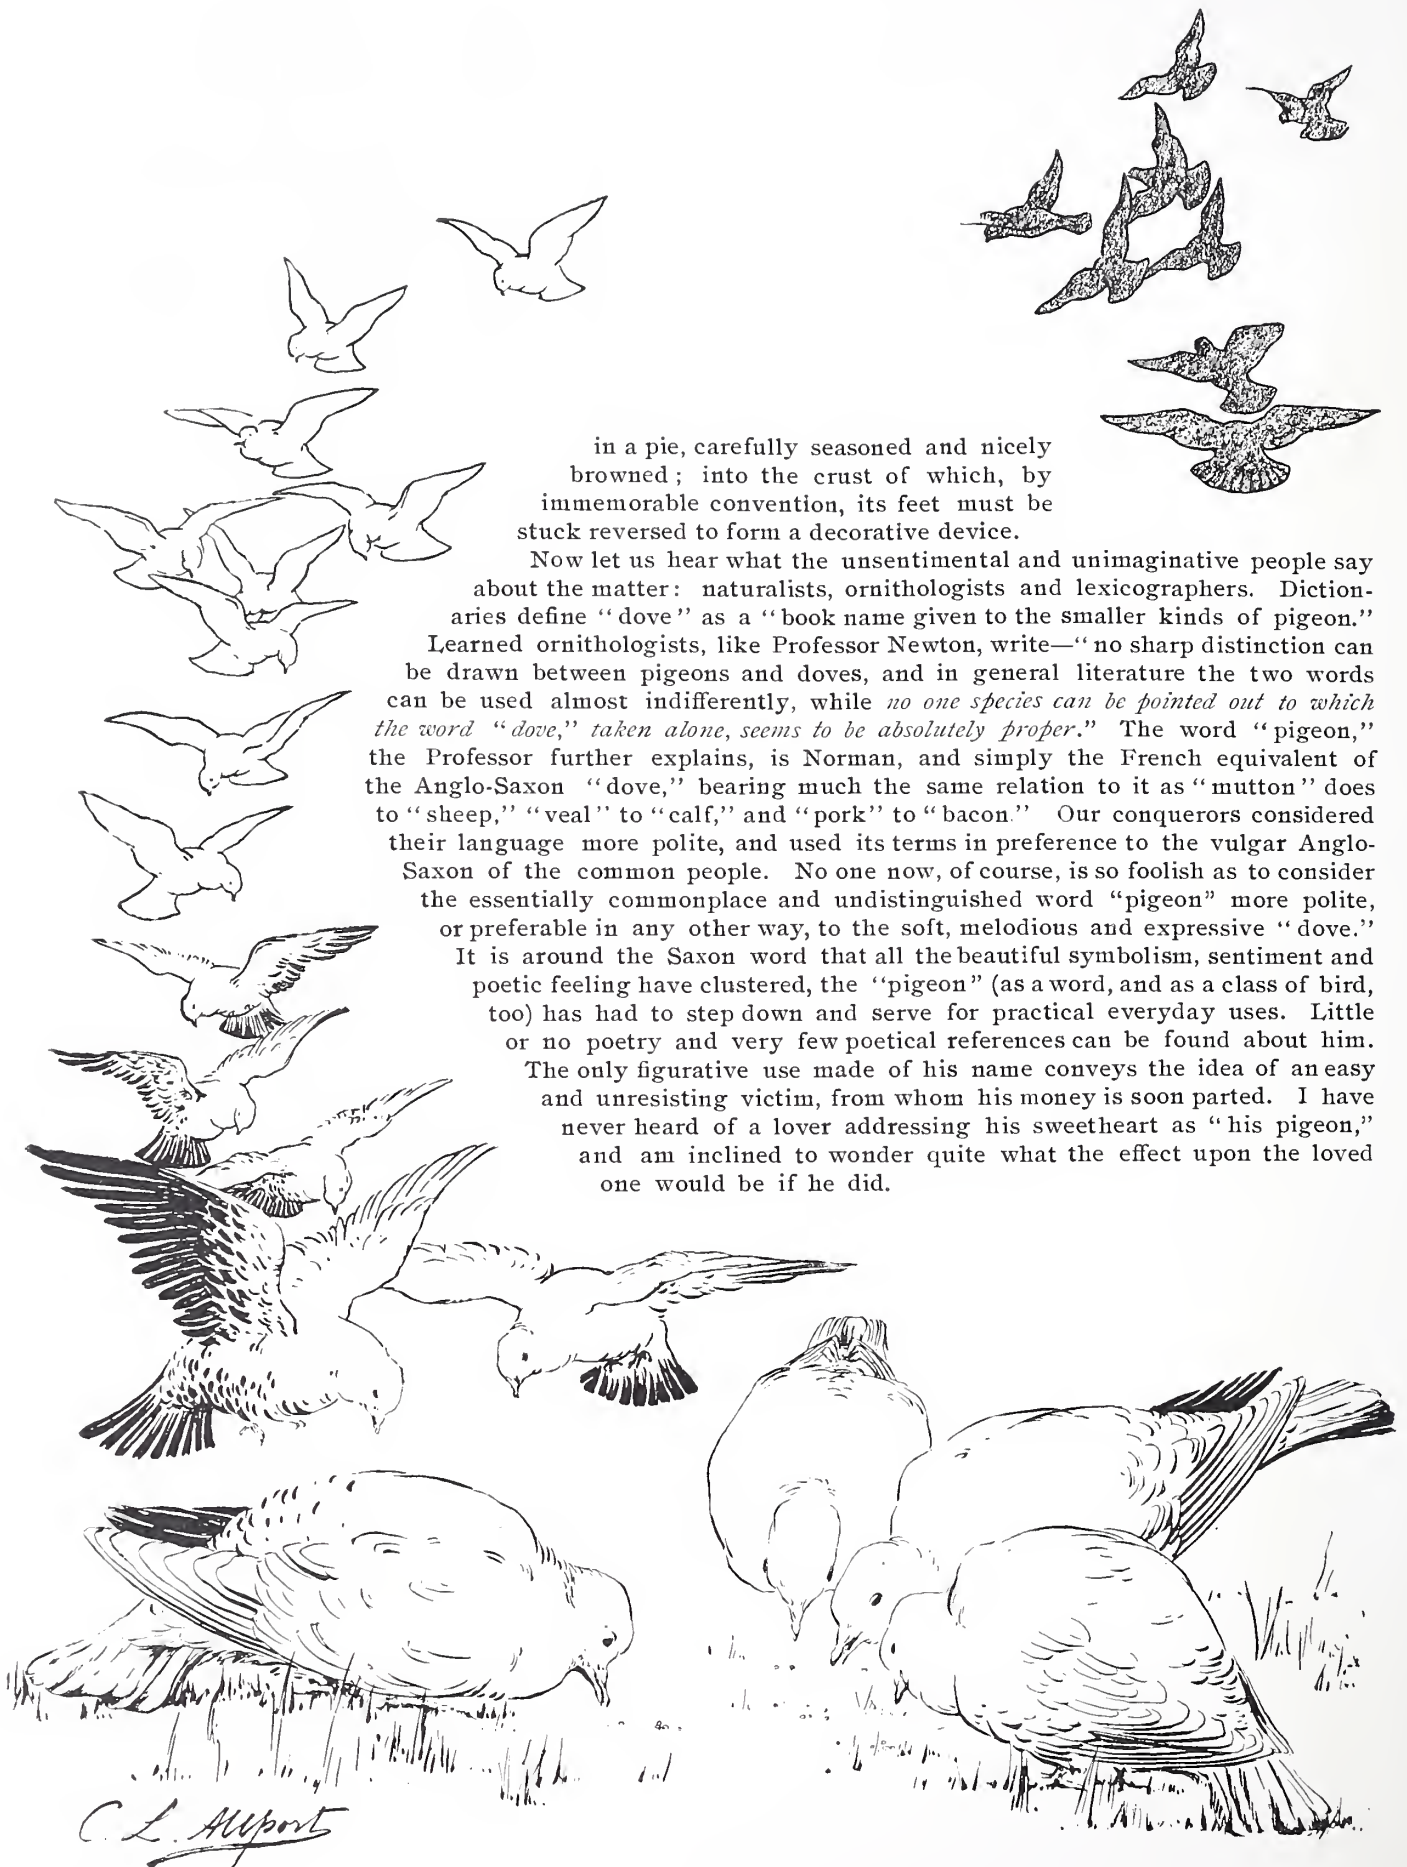 in a pie, carefully seasoned and nicely
browned ; into the crust of which, by
immemorable convention, its feet must be
stuck reversed to form a decorative device.
Now let us hear what the unsentimental and unimaginative people say
about the matter: naturalists, ornithologists and lexicographers. Diction-
aries define “dove” as a “book name given to the smaller kinds of pigeon.”
Learned ornithologists, like Professor Newton, write—“no sharp distinction can
be drawn between pigeons and doves, and in general literature the two words
can be used almost indifferently, while no one species can be pointed out to which
the word “dove,” taken alone, seems to be absolutely proper.” The word “pigeon,”
the Professor further explains, is Norman, and simply the French equivalent of
the Anglo-Saxon “dove,” bearing much the same relation to it as “mutton” does
to “sheep,” “veal” to “calf,” and “pork” to “bacon.” Our conquerors considered
their language more polite, and used its terms in preference to the vulgar Anglo-
Saxon of the common people. No one now, of course, is so foolish as to consider
the essentially commonplace and undistinguished word “pigeon” more polite,
or preferable in any other way, to the soft, melodious and expressive “dove.”
It is around the Saxon word that all the beautiful symbolism, sentiment and
poetic feeling have clustered, the “pigeon” (as a word, and as a class of bird,
too) has had to step down and serve for practical everyday uses. Little
or no poetry and very few poetical references can be found about him.
The only figurative use made of his name conveys the idea of an easy
and unresisting victim, from whom his money is soon parted. I have
never heard of a lover addressing his sweetheart as “his pigeon,”
and am inclined to wonder quite what the effect upon the loved
one would be if he did.
C. L. Allport